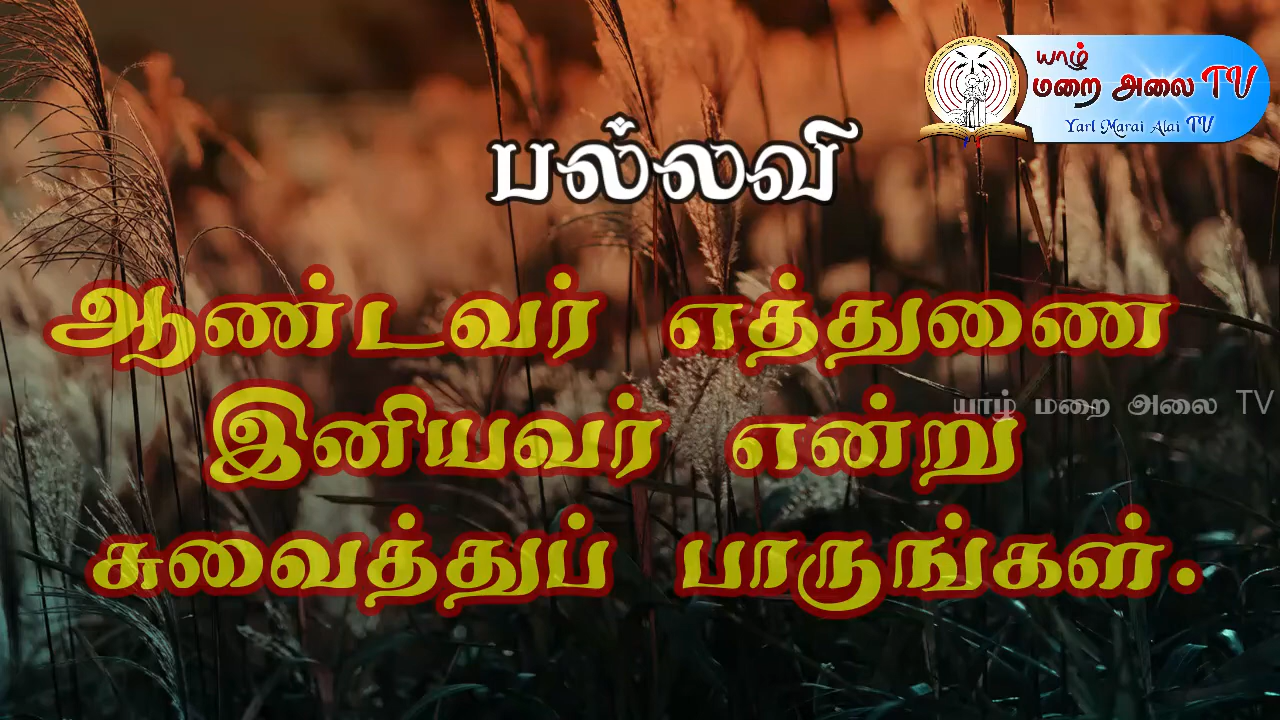 யாழ்
மறை அலை TV
Yarl Marai Alai TV
பல்லவி
ஆண்டவர் எத்துணை
இனியவர் என்று
யாழ் மறை அலை TV
சுவைத்துப் பாருங்கள்.